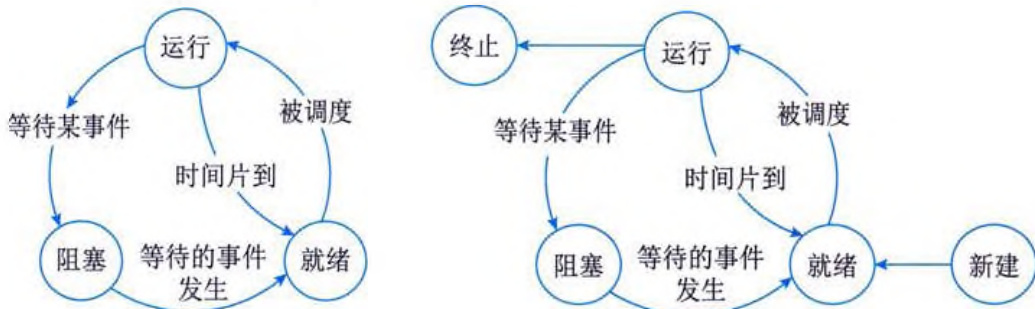 运行
等待某事件
被调度
时间片到
阻塞
等待的事件
发生
就绪
终止
运行
等待某事件
被调度
时间片到
阻塞
等待的事件
发生
就绪
新建